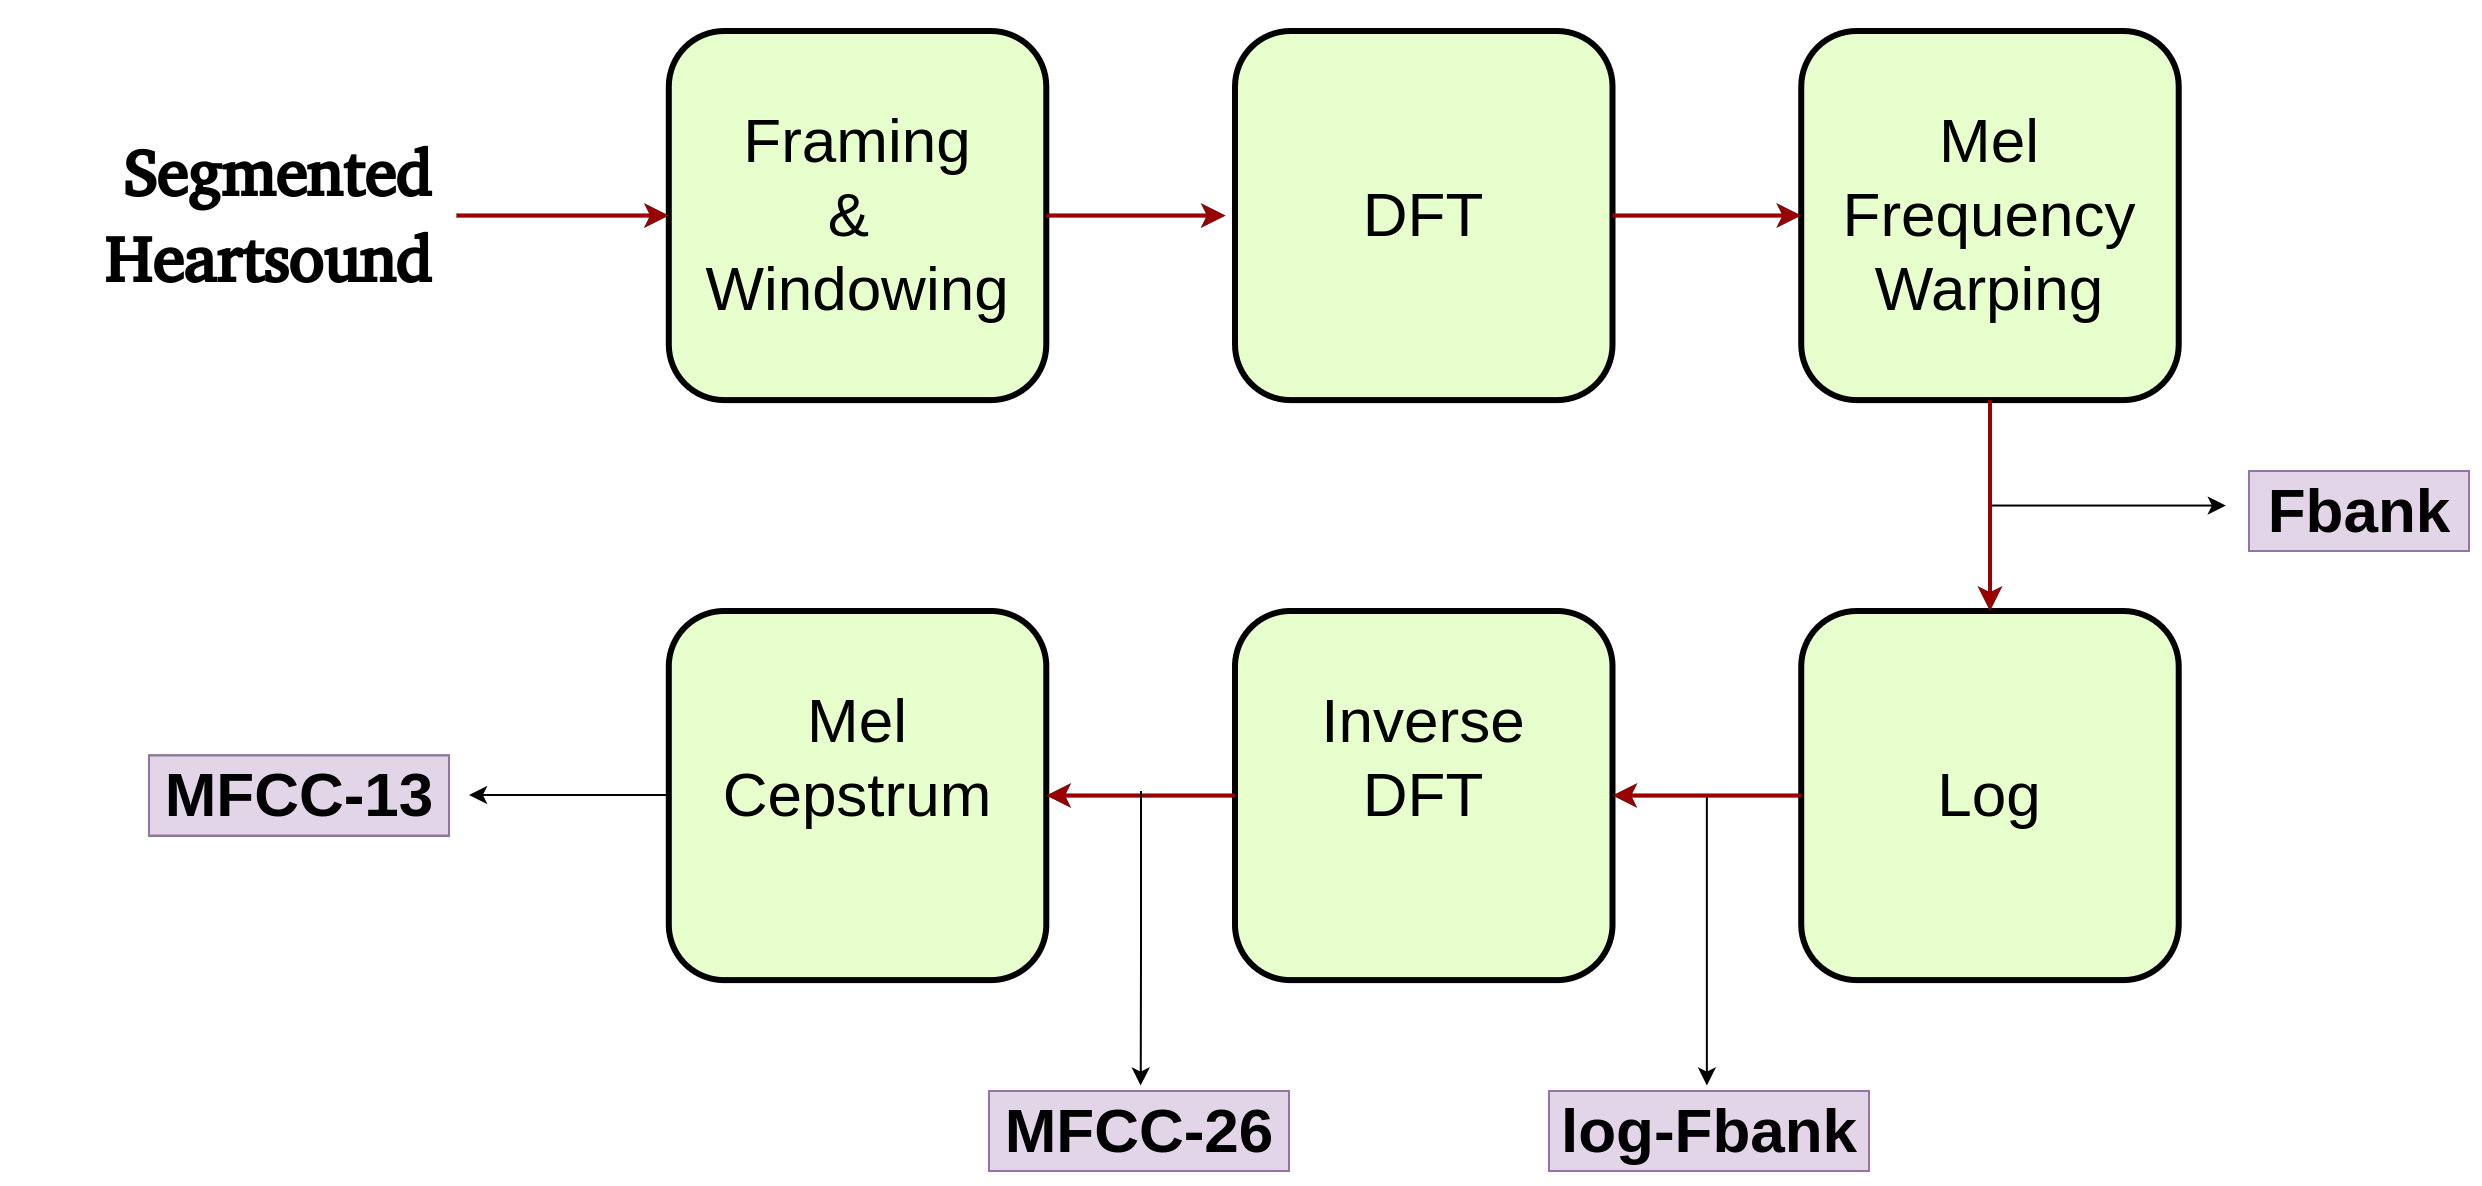 Segmented
Heartsound
Framing
&
Windowing
DFT
Mel
Frequency
Warping
Fbank
MFCC-13
Mel
Cepstrum
Inverse
DFT
Log
MFCC-26
log-Fbank